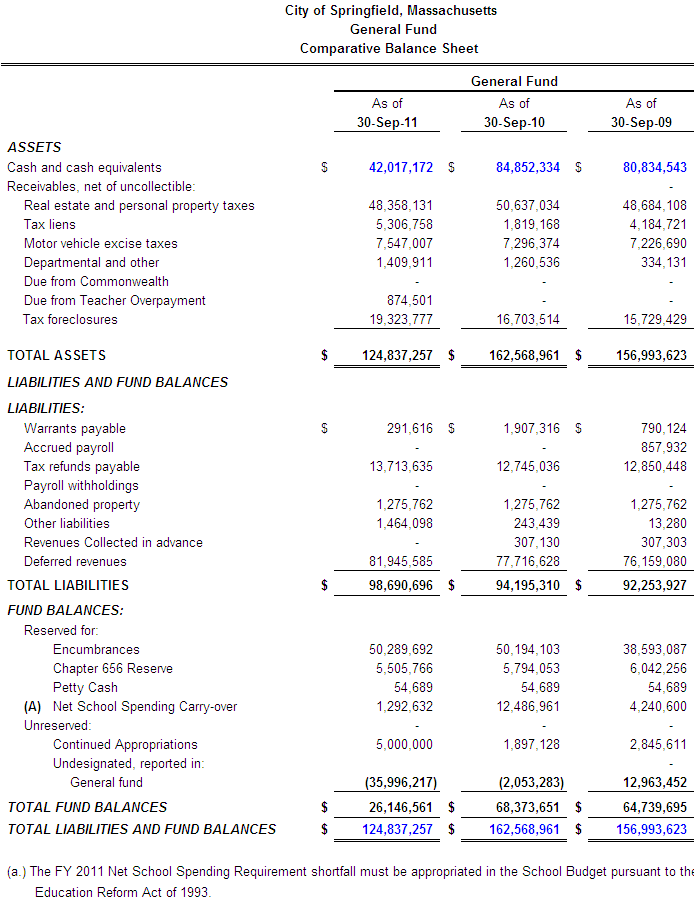 City of Springfield, Massachusetts
General Fund
Comparative Balance Sheet
General Fund
As of As of As of
30-Sep-11 30-Sep-10 30-Sep-09
ASSETS
Cash and cash equivalents $ 42,017,172 $ 84,852,334 $ 80,834,543
Receivables, net of uncollectible: -
Real estate and personal property taxes 48,358,131 50,637,034 48,684,108
Tax liens 5,306,758 1,819,168 4,184,721
Motor vehicle excise taxes 7,547,007 7,296,374 7,226,690
Departmental and other 1,409,911 1,260,536 334,131
Due from Commonwealth - - -
Due from Teacher Overpayment 874,501 - -
Tax foreclosures 19,323,777 16,703,514 15,729,429
TOTAL ASSETS $ 124,837,257 $ 162,568,961 $ 156,993,623
LIABILITIES AND FUND BALANCES
LIABILITIES:
Warrants payable $ 291,616 $ 1,907,316 $ 790,124
Accrued payroll - - 857,932
Tax refunds payable 13,713,635 12,745,036 12,850,448
Payroll withholdings - - -
Abandoned property 1,275,762 1,275,762 1,275,762
Other liabilities 1,464,098 243,439 13,280
Revenues Collected in advance - 307,130 307,303
Deferred revenues 81,945,585 77,716,628 76,159,080
TOTAL LIABILITIES $ 98,690,696 $ 94,195,310 $ 92,253,927
FUND BALANCES:
Reserved for:
Encumbrances 50,289,692 50,194,103 38,593,087
Chapter 656 Reserve 5,505,766 5,794,053 6,042,256
Petty Cash 54,689 54,689 54,689
(A) Net School Spending Carry-over 1,292,632 12,486,961 4,240,600
Unreserved: - - -
Continued Appropriations 5,000,000 1,897,128 2,845,611
Undesignated, reported in: -
General fund (35,996,217) (2,053,283) 12,963,452
TOTAL FUND BALANCES $ 26,146,561 $ 68,373,651 $ 64,739,695
TOTAL LIABILITIES AND FUND BALANCES $ 124,837,257 $ 162,568,961 $ 156,993,623
(a.) The FY 2011 Net School Spending Requirement shortfall must be appropriated in the School Budget pursuant to the
Education Reform Act of 1993.